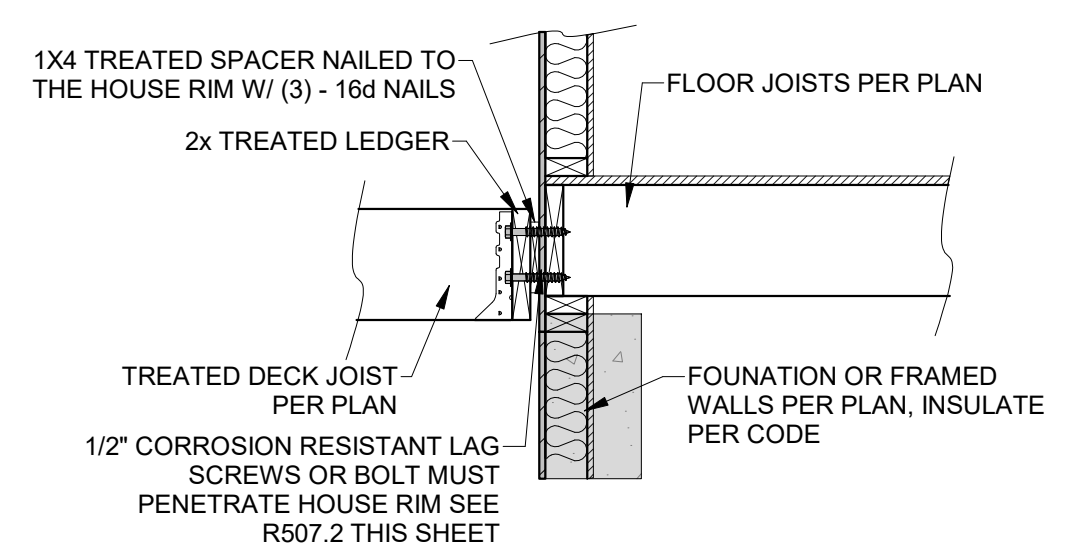 1X4 TREATED SPACER NAILED TO
THE HOUSE RIM W/ (3) - 16d NAILS
2x TREATED LEDGER
FLOOR JOISTS PER PLAN
TREATED DECK JOIST
PER PLAN
1/2" CORROSION RESISTANT LAG
SCREWS OR BOLT MUST
PENETRATE HOUSE RIM SEE
R507.2 THIS SHEET
FOUNATION OR FRAMED
WALLS PER PLAN, INSULATE
PER CODE